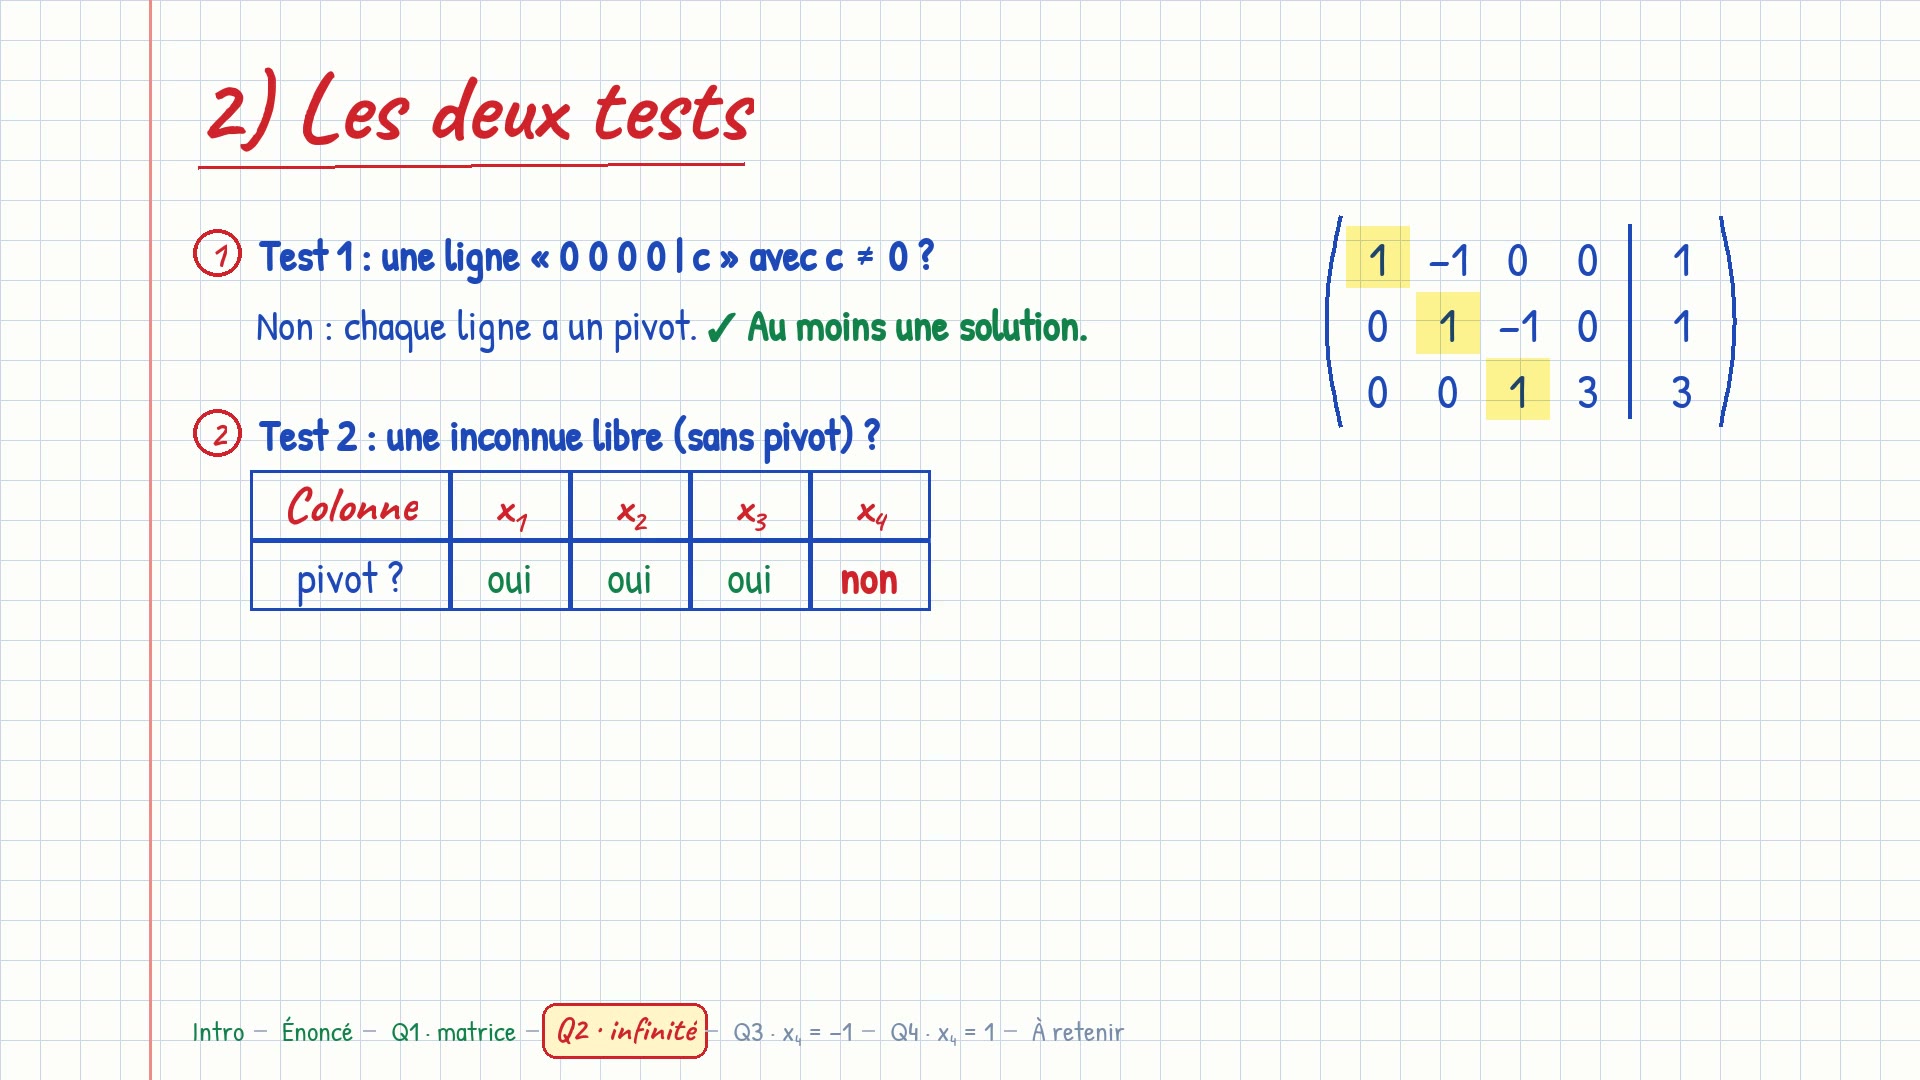 2) Les deux tests
1 Test 1 : une ligne « 0 0 0 0 | c » avec c ≠ 0 ?
Non : chaque ligne a un pivot. ✓ Au moins une solution.
1 −1 0 0 | 1
0 1 −1 0 | 1
0 0 1 3 | 3
2 Test 2 : une inconnue libre (sans pivot) ?
Colonne x₁ x₂ x₃ x₄
pivot ? oui oui oui non
Intro — Énoncé — Q1 · matrice — Q2 · infinité — Q3 · x₄ = −1 — Q4 · x₄ = 1 — À retenir